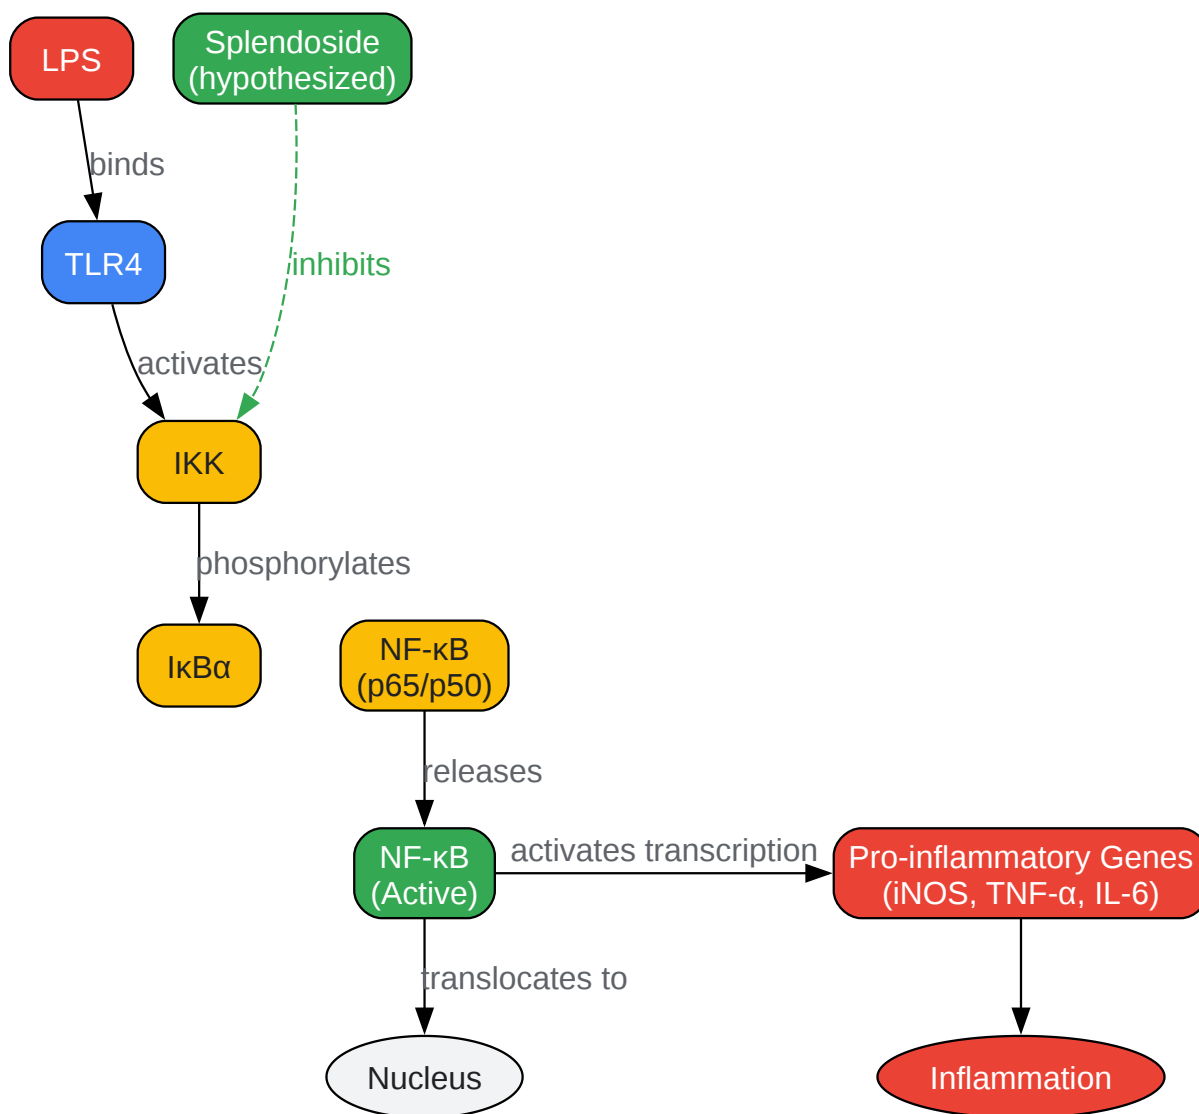 LPS
Splendoside
(hypothesized)
binds
TLR4
inhibits
activates
IKK
phosphorylates
IκBα
NF-κB
(p65/p50)
releases
NF-κB
(Active)
activates transcription
Pro-inflammatory Genes
(iNOS, TNF-α, IL-6)
translocates to
Nucleus
Inflammation